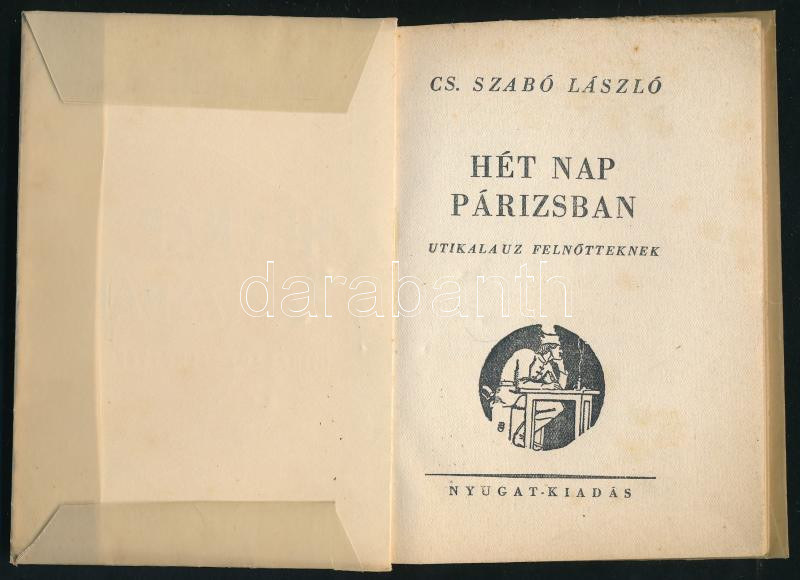 CS. SZABÓ LÁSZLÓ
HÉT NAP
PÁRIZSBAN
UTIKALAUZ FELNŐTTEKNEK
darabanth
NYUGAT-KIADÁS